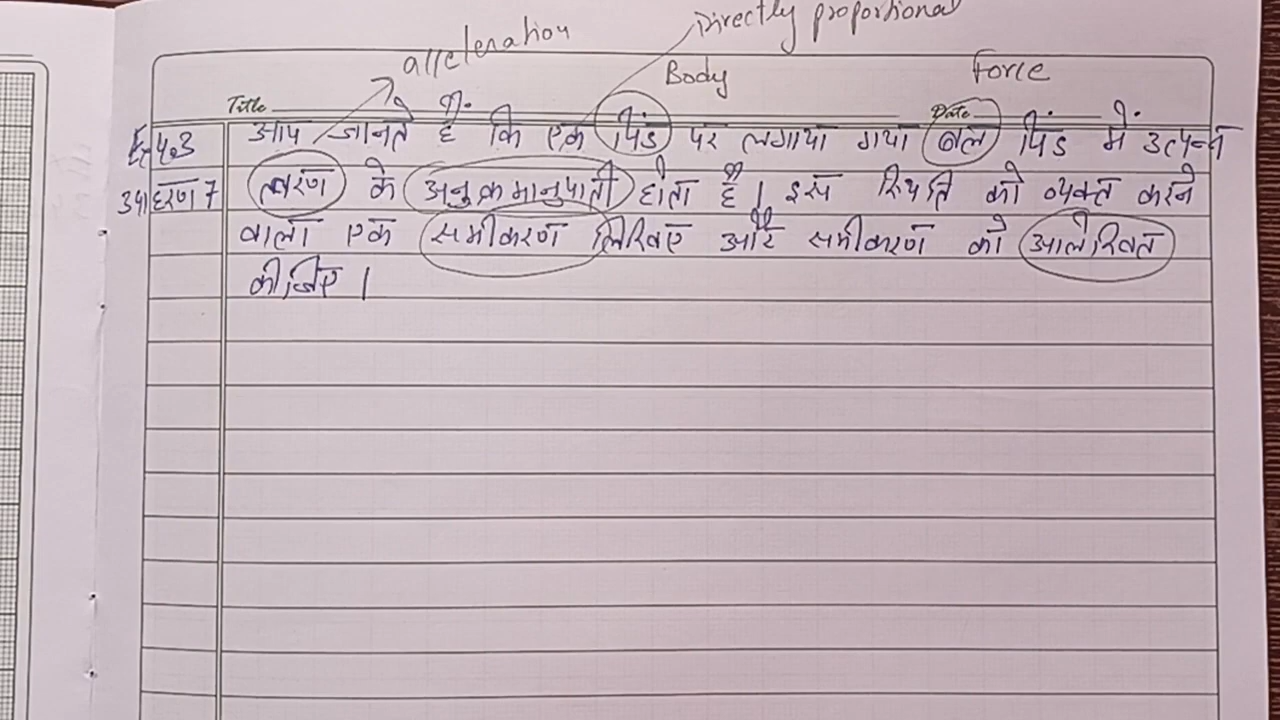 Directly proportional
alleleration
Body
Force
Title
Date
Ex 4.3
आप जानते हैं कि एक पिंड पर लगाया गया बल पिंड में उत्पन्न
उदाहरण 7
त्वरण के अनुक्रमानुपाती होता है। इस स्थिति को व्यक्त करने
वाला एक समीकरण लिखिए और समीकरण को आलेखित
कीजिए।